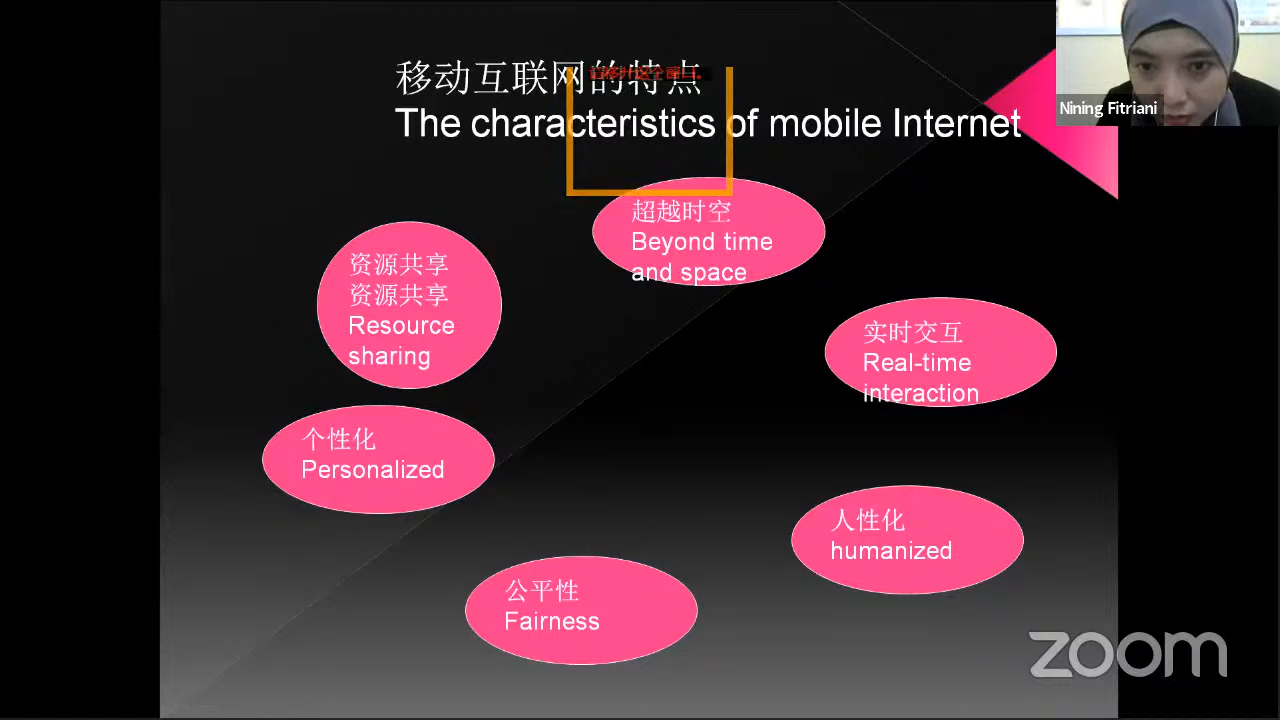 移动互联网的特点
The characteristics of mobile Internet
Nining Fitriani
超越时空
Beyond time
and space
资源共享
资源共享
Resource
sharing
实时交互
Real-time
interaction
个性化
Personalized
人性化
humanized
公平性
Fairness
zoom